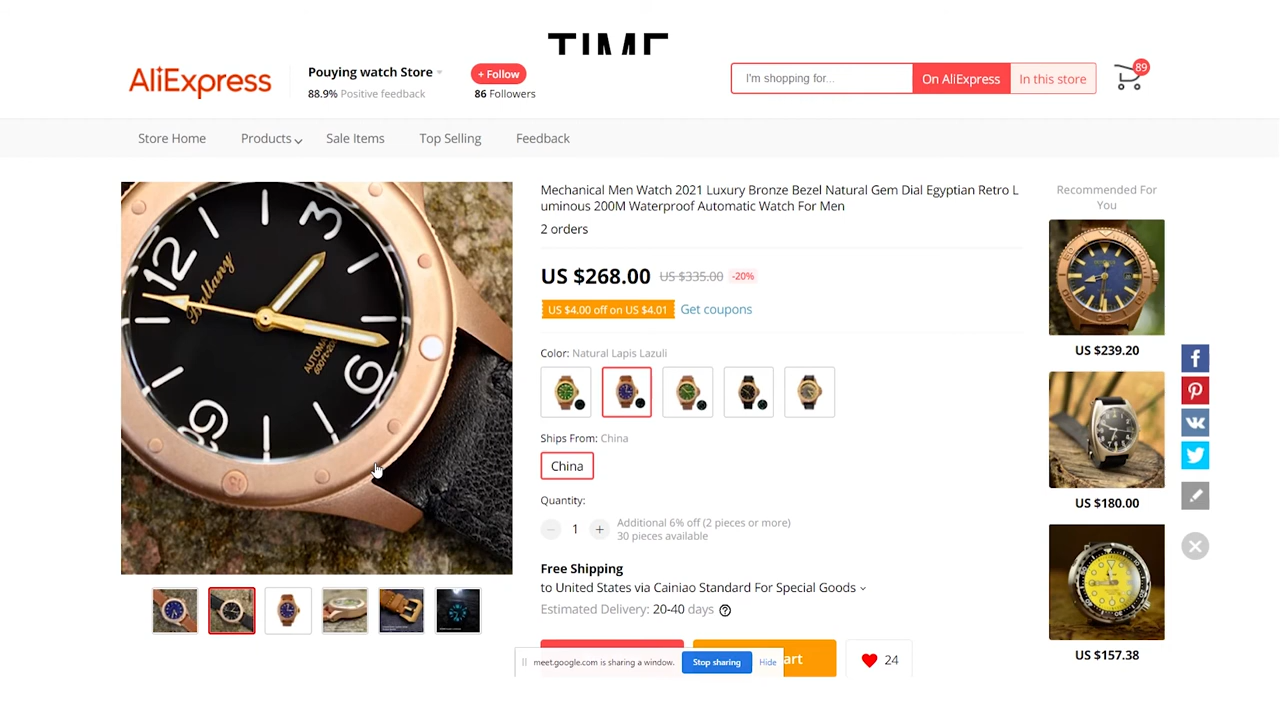 TIME
AliExpress
Pouying watch Store
88.9% Positive feedback
+ Follow
86 Followers
I'm shopping for...
On AliExpress
In this store
89
Store Home
Products
Sale Items
Top Selling
Feedback
12
3
6
9
Ballany
AUTOMA
600ft=20
Mechanical Men Watch 2021 Luxury Bronze Bezel Natural Gem Dial Egyptian Retro L
uminous 200M Waterproof Automatic Watch For Men
2 orders
US $268.00 US $335.00 -20%
US $4.00 off on US $4.01 Get coupons
Color: Natural Lapis Lazuli
Ships From: China
China
Quantity:
1
Additional 6% off (2 pieces or more)
30 pieces available
Free Shipping
to United States via Cainiao Standard For Special Goods
Estimated Delivery: 20-40 days
art
24
meet.google.com is sharing a window.
Stop sharing
Hide
Recommended For
You
US $239.20
US $180.00
US $157.38